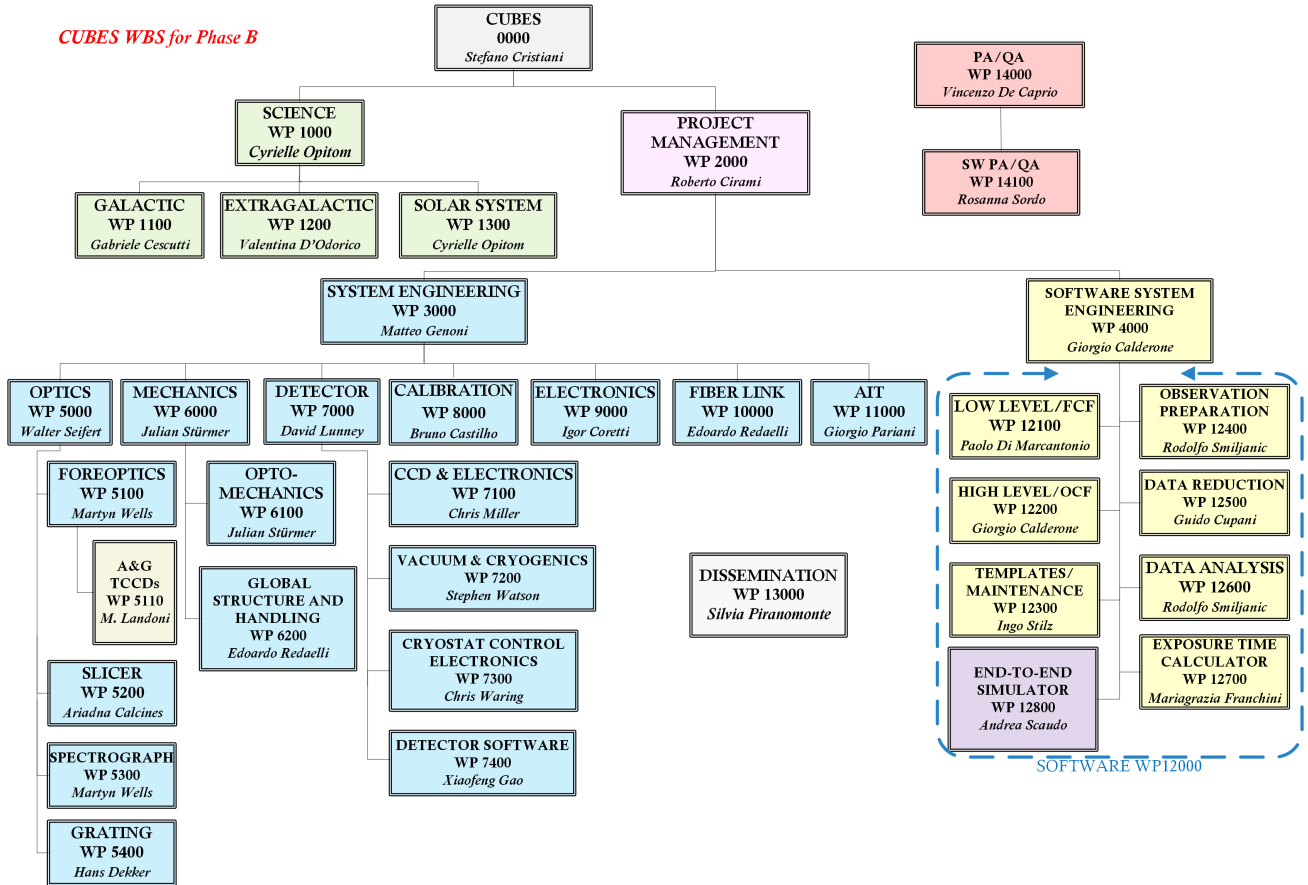 CUBES WBS for Phase B
CUBES
0000
Stefano Cristiani
PA/QA
WP 14000
Vincenzo De Caprio
SCIENCE
WP 1000
Cyrielle Opitom
PROJECT
MANAGEMENT
WP 2000
Roberto Cirami
SW PA/QA
WP 14100
Rosanna Sordo
GALACTIC
WP 1100
Gabriele Cescutti
EXTRAGALACTIC
WP 1200
Valentina D'Odorico
SOLAR SYSTEM
WP 1300
Cyrielle Opitom
SYSTEM ENGINEERING
WP 3000
Matteo Genoni
SOFTWARE SYSTEM
ENGINEERING
WP 4000
Giorgio Calderone
OPTICS
WP 5000
Walter Seifert
MECHANICS
WP 6000
Julian Stürmer
DETECTOR
WP 7000
David Lunney
CALIBRATION
WP 8000
Bruno Castilho
ELECTRONICS
WP 9000
Igor Coretti
FIBER LINK
WP 10000
Edoardo Redaelli
AIT
WP 11000
Giorgio Pariani
FOREOPTICS
WP 5100
Martyn Wells
A&G
TCCDs
WP 5110
M. Landoni
SLICER
WP 5200
Ariadna Calcines
SPECTROGRAPH
WP 5300
Martyn Wells
GRATING
WP 5400
Hans Dekker
OPTO-
MECHANICS
WP 6100
Julian Stürmer
GLOBAL
STRUCTURE AND
HANDLING
WP 6200
Edoardo Redaelli
CCD & ELECTRONICS
WP 7100
Chris Miller
VACUUM & CRYOGENICS
WP 7200
Stephen Watson
CRYOSTAT CONTROL
ELECTRONICS
WP 7300
Chris Waring
DETECTOR SOFTWARE
WP 7400
Xiaofeng Gao
DISSEMINATION
WP 13000
Silvia Piranomonte
LOW LEVEL/FCF
WP 12100
Paolo Di Marcantonio
HIGH LEVEL/OCF
WP 12200
Giorgio Calderone
TEMPLATES/
MAINTENANCE
WP 12300
Ingo Stilz
END-TO-END
SIMULATOR
WP 12800
Andrea Scaudo
OBSERVATION
PREPARATION
WP 12400
Rodolfo Smiljanic
DATA REDUCTION
WP 12500
Guido Cupani
DATA ANALYSIS
WP 12600
Rodolfo Smiljanic
EXPOSURE TIME
CALCULATOR
WP 12700
Mariagrazia Franchini
SOFTWARE WP12000